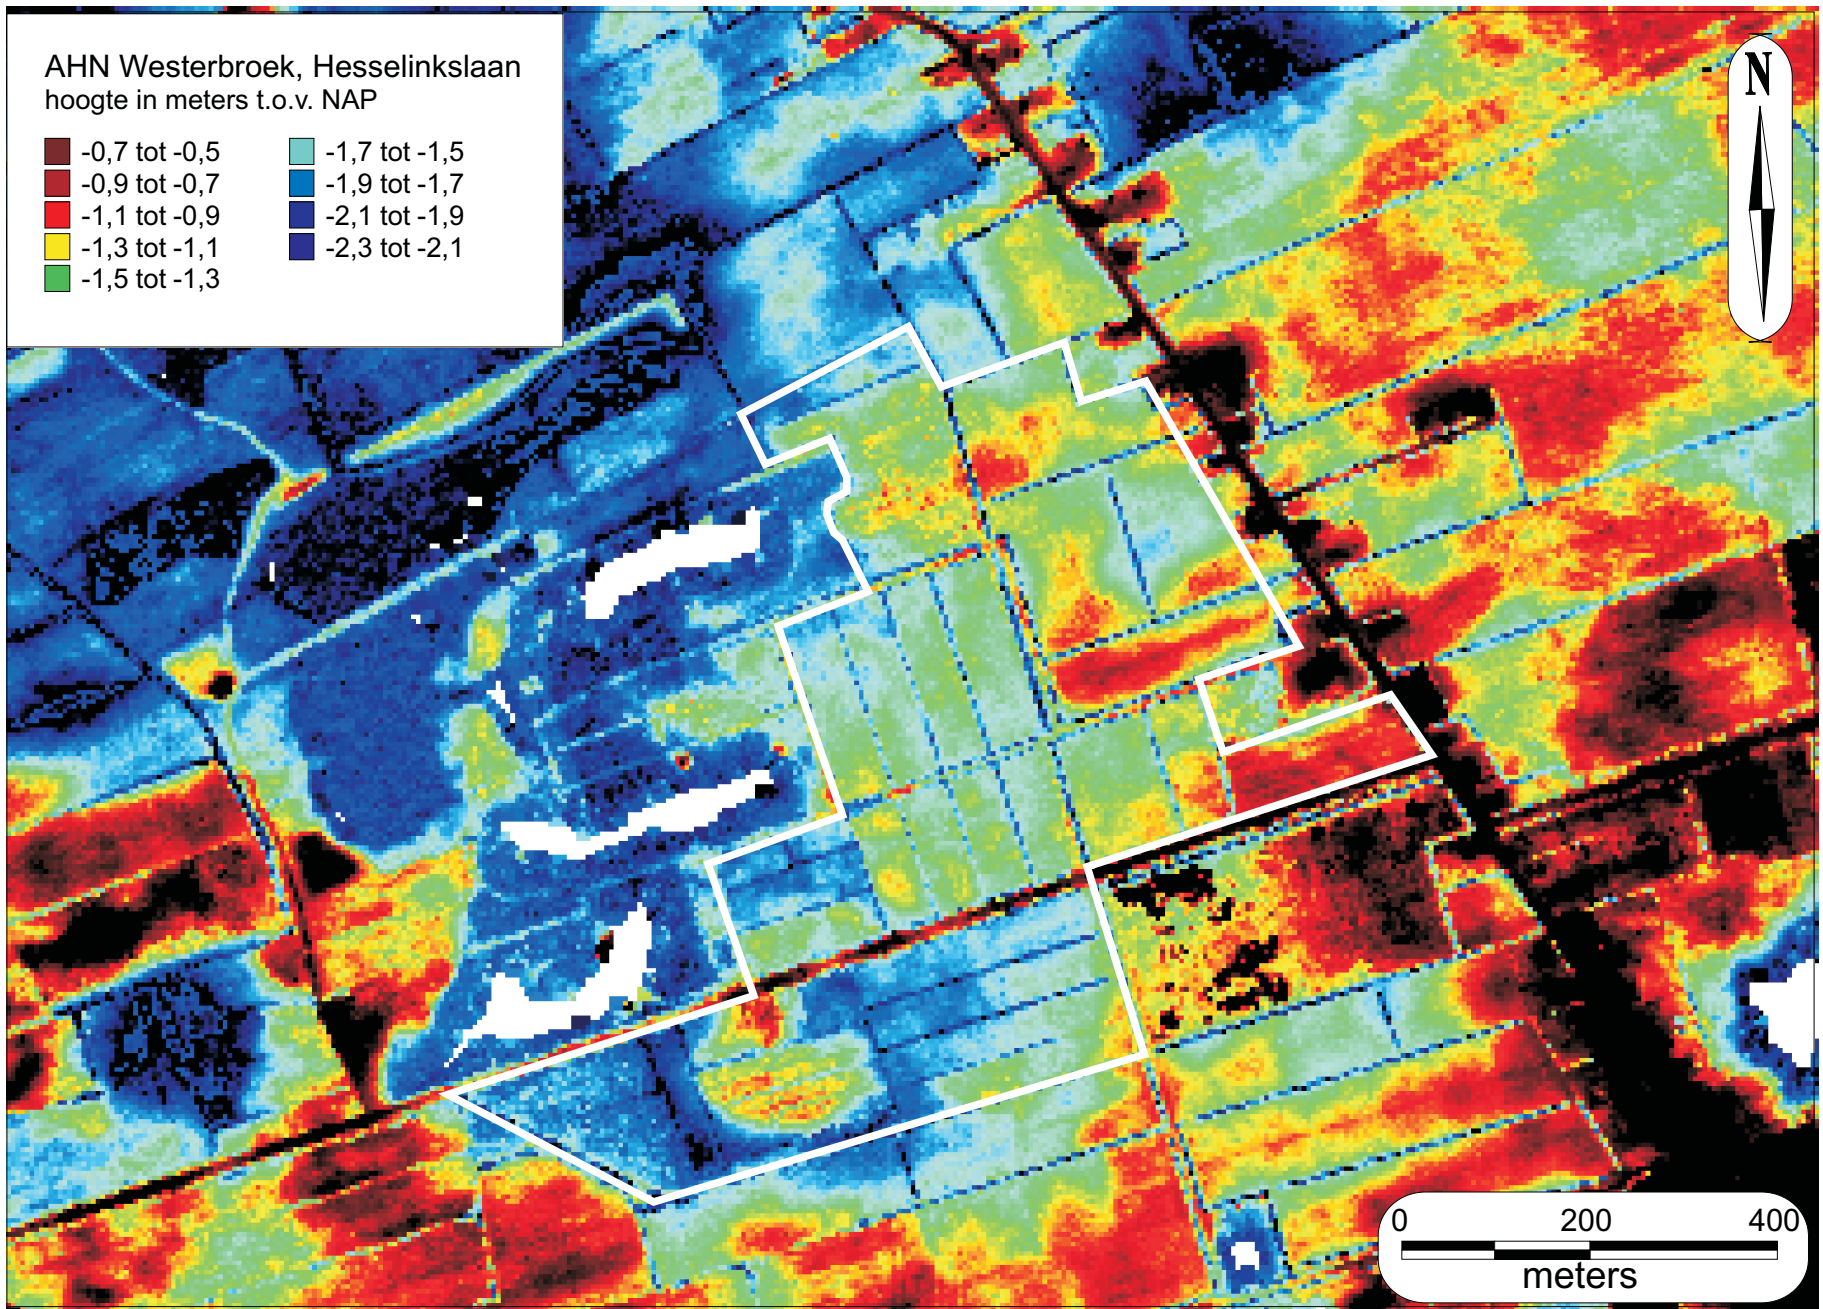 AHN Westerbroek, Hesselinkslaan
hoogte in meters t.o.v. NAP
-0,7 tot -0,5
-0,9 tot -0,7
-1,1 tot -0,9
-1,3 tot -1,1
-1,5 tot -1,3
-1,7 tot -1,5
-1,9 tot -1,7
-2,1 tot -1,9
-2,3 tot -2,1
N
0 200 400
meters